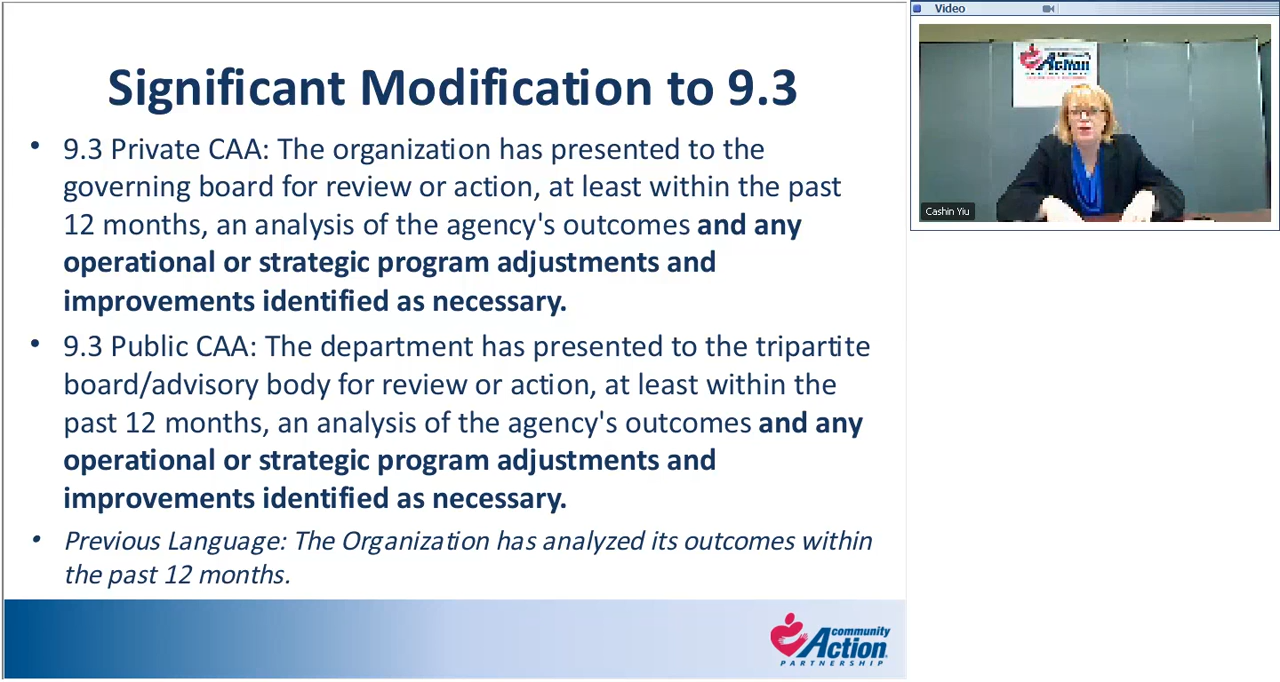 Significant Modification to 9.3
• 9.3 Private CAA: The organization has presented to the
governing board for review or action, at least within the past
12 months, an analysis of the agency's outcomes and any
operational or strategic program adjustments and
improvements identified as necessary.
• 9.3 Public CAA: The department has presented to the tripartite
board/advisory body for review or action, at least within the
past 12 months, an analysis of the agency's outcomes and any
operational or strategic program adjustments and
improvements identified as necessary.
• Previous Language: The Organization has analyzed its outcomes within
the past 12 months.
community
Action
PARTNERSHIP
Video
Action
Cashin Yiu